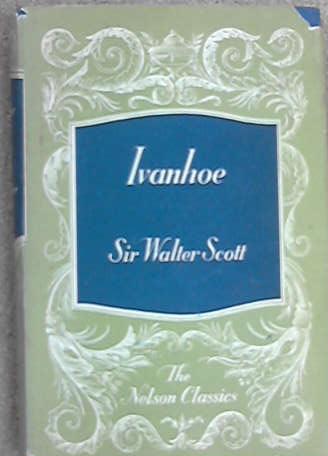 Ivanhoe
Sir Walter Scott
The
Nelson Classics